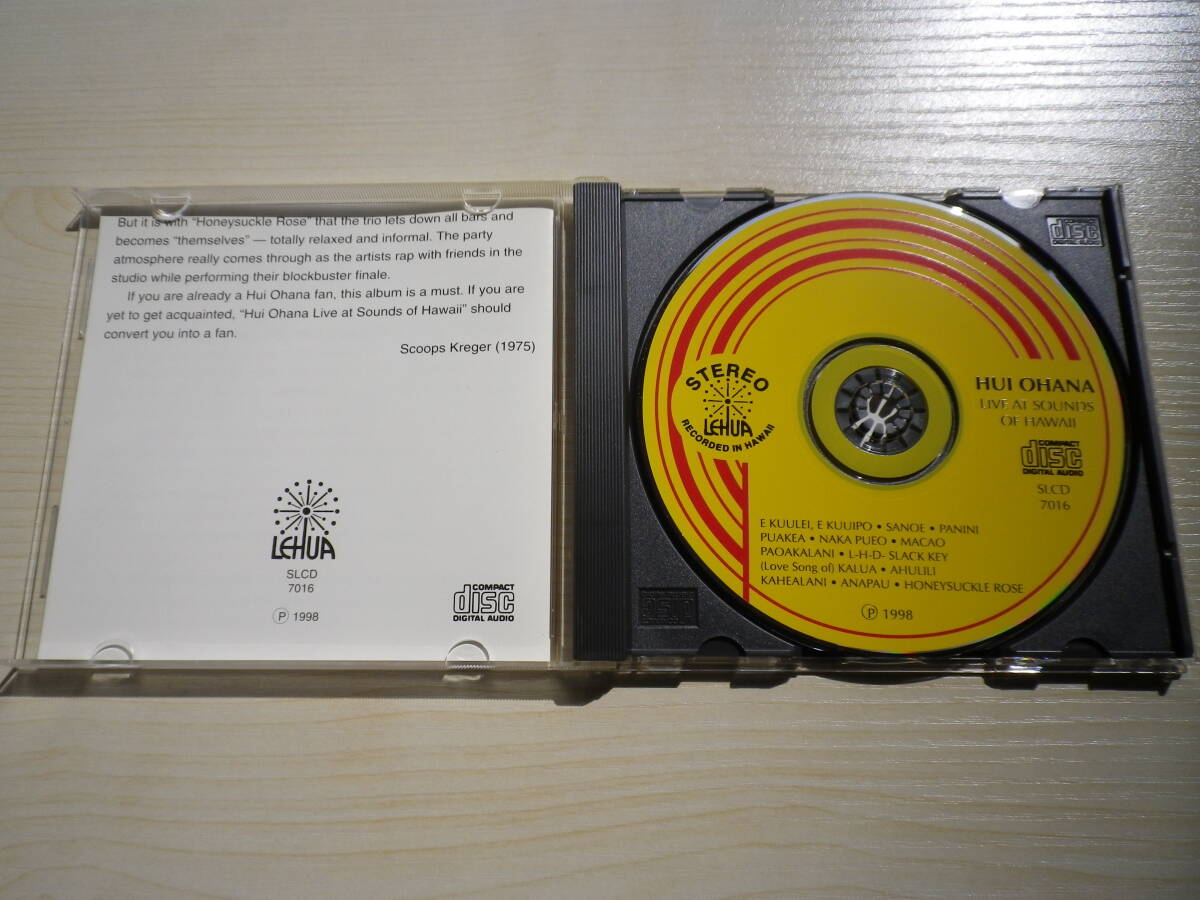 But it is with “Honeysuckle Rose” that the trio lets down all bars and
becomes “themselves” — totally relaxed and informal. The party
atmosphere really comes through as the artists rap with friends in the
studio while performing their blockbuster finale.
If you are already a Hui Ohana fan, this album is a must. If you are
yet to get acquainted, “Hui Ohana Live at Sounds of Hawaii” should
convert you into a fan.
Scoops Kreger (1975)
LEHUA
SLCD
7016
Ⓟ 1998
COMPACT
disc
DIGITAL AUDIO
disc
STEREO
LEHUA
RECORDED IN HAWAII
HUI OHANA
LIVE AT SOUNDS
OF HAWAII
COMPACT
disc
DIGITAL AUDIO
SLCD
7016
E KUULEI, E KUUIPO • SANOE • PANINI
PUAKEA • NAKA PUEO • MACAO
PAOAKALANI • L-H-D- SLACK KEY
(Love Song of) KALUA • AHULILI
KAHEALANI • ANAPAU • HONEYSUCKLE ROSE
Ⓟ 1998